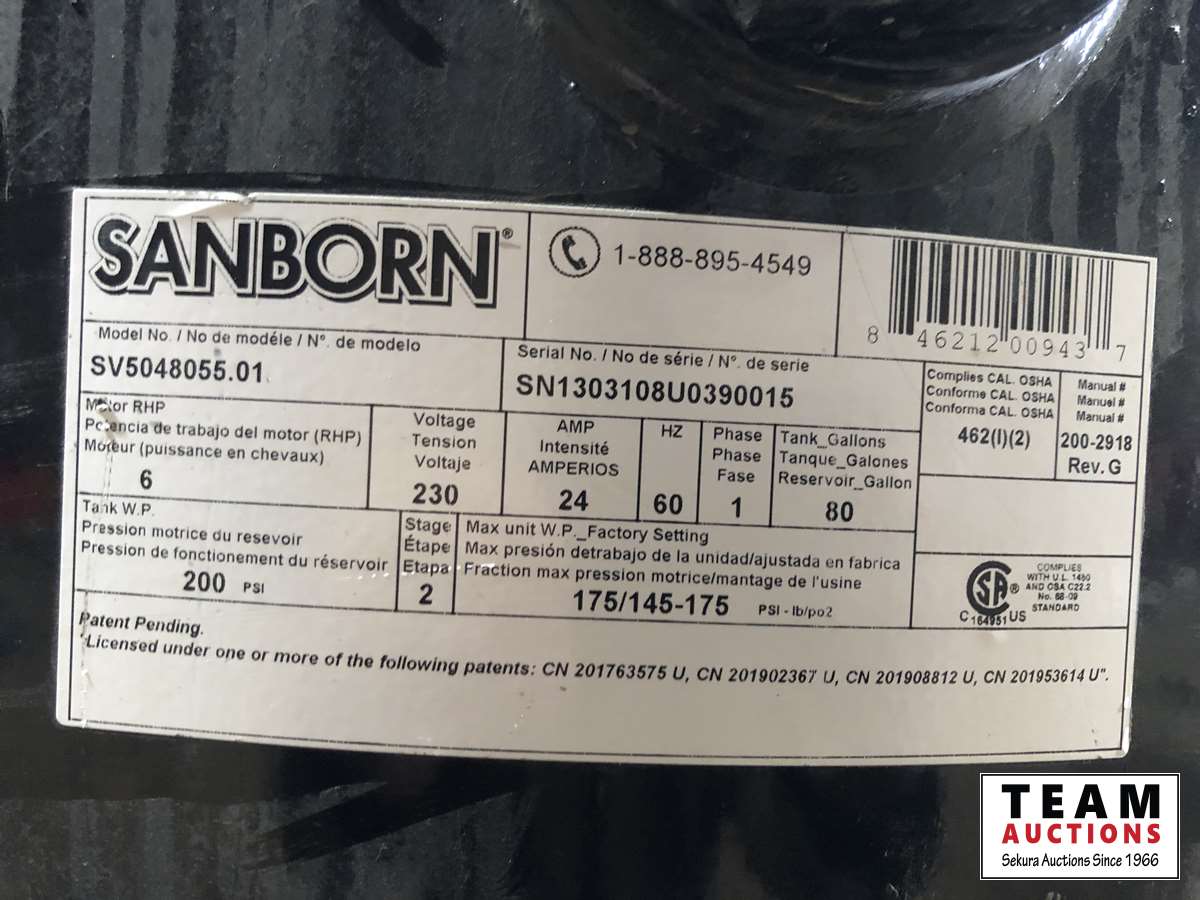 SANBORN®
1-888-895-4549
8 46212 00943 7
Model No. / No de modéle / N°. de modelo
SV5048055.01
Serial No. / No de série / N°. de serie
SN1303108U0390015
Complies CAL. OSHA
Conforme CAL. OSHA
Conforma CAL. OSHA
462(l)(2)
Manual #
Manuel #
Manual #
200-2918
Rev. G
Motor RHP
Potencia de trabajo del motor (RHP)
Moteur (puissance en chevaux)
6
Voltage
Tension
Voltaje
230
AMP
Intensité
AMPERIOS
24
HZ
60
Phase
Phase
Fase
1
Tank_Gallons
Tanque_Galones
Reservoir_Gallon
80
Tank W.P.
Pression motrice du resevoir
Pression de fonctionement du réservoir
200 PSI
Stage
Étape
Etapa
2
Max unit W.P._Factory Setting
Max presión detrabajo de la unidad/ajustada en fabrica
Fraction max pression motrice/mantage de l'usine
175/145-175 PSI - lb/po2
SA®
C 164951 US
COMPLIES
WITH U.L. 1450
AND CSA C22.2
No. 68-09
STANDARD
Patent Pending.
"Licensed under one or more of the following patents: CN 201763575 U, CN 201902367 U, CN 201908812 U, CN 201953614 U".
TEAM
AUCTIONS
Sekura Auctions Since 1966